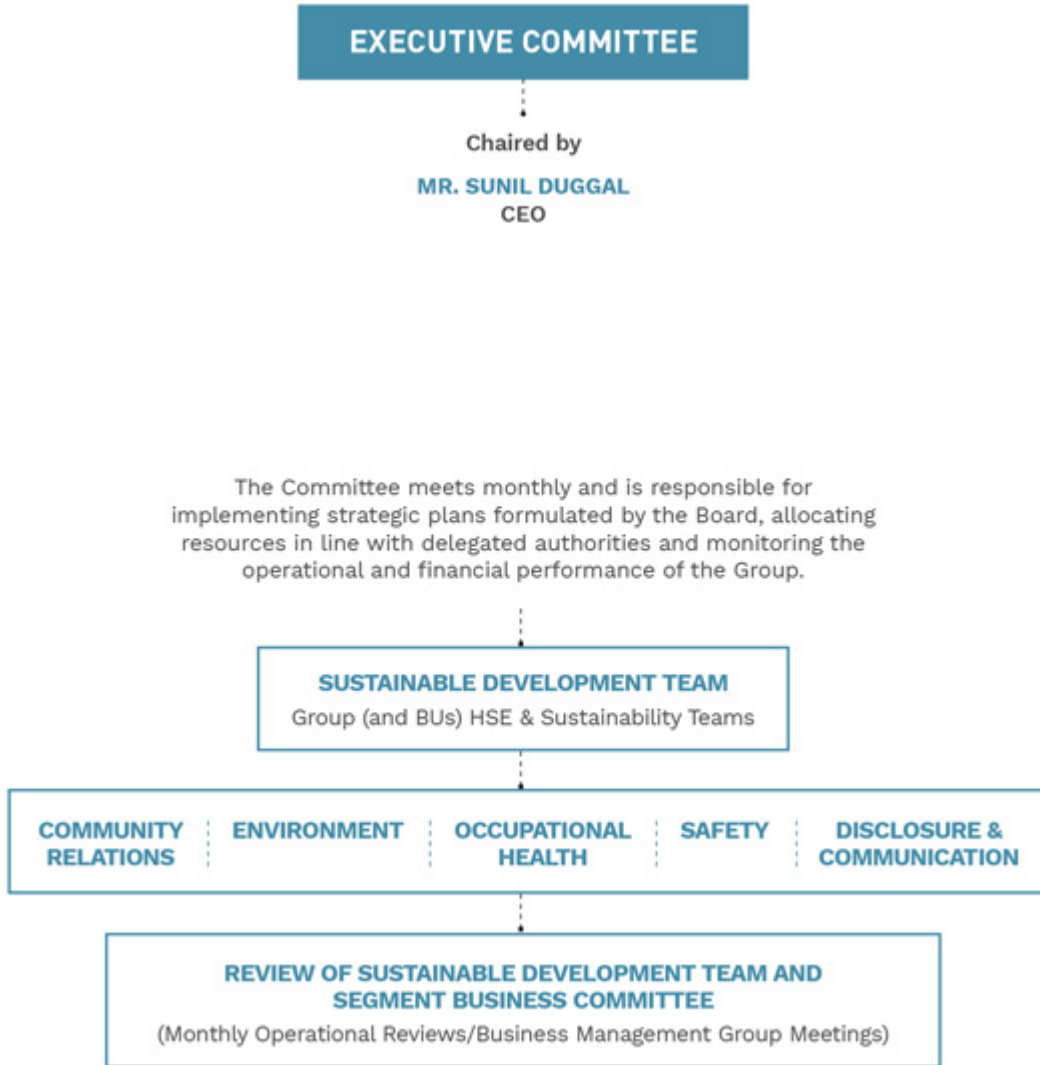 EXECUTIVE COMMITTEE
Chaired by
MR. SUNIL DUGGAL
CEO
The Committee meets monthly and is responsible for
implementing strategic plans formulated by the Board, allocating
resources in line with delegated authorities and monitoring the
operational and financial performance of the Group.
SUSTAINABLE DEVELOPMENT TEAM
Group (and BUs) HSE & Sustainability Teams
COMMUNITY
RELATIONS
ENVIRONMENT
OCCUPATIONAL
HEALTH
SAFETY
DISCLOSURE &
COMMUNICATION
REVIEW OF SUSTAINABLE DEVELOPMENT TEAM AND
SEGMENT BUSINESS COMMITTEE
(Monthly Operational Reviews/Business Management Group Meetings)